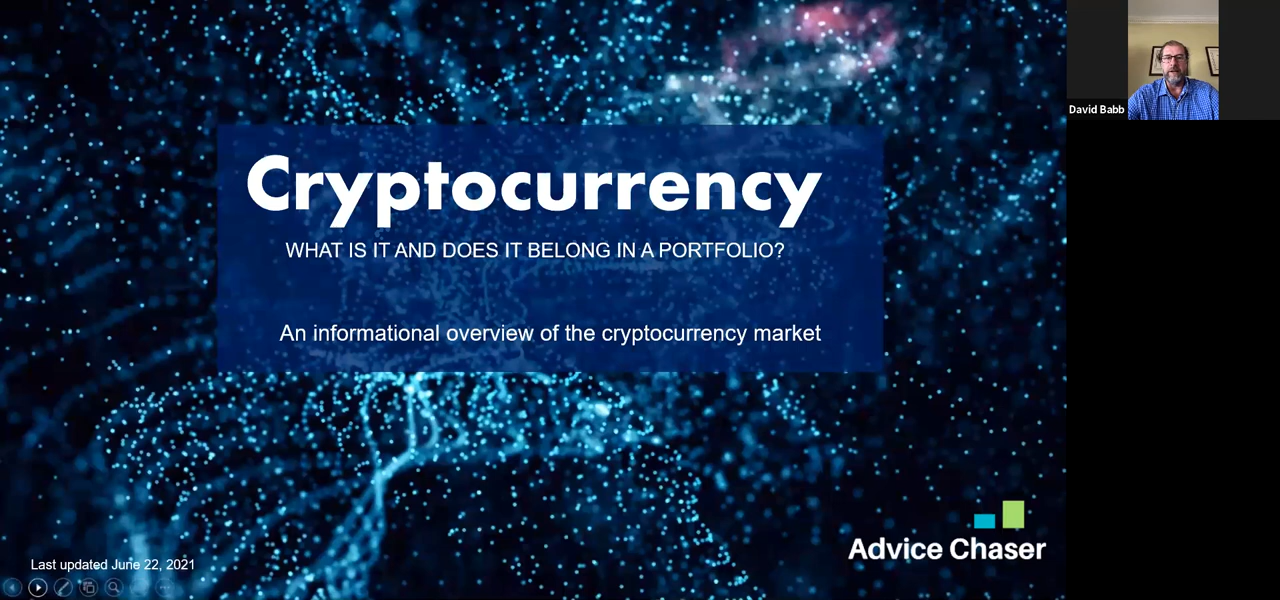 Cryptocurrency
WHAT IS IT AND DOES IT BELONG IN A PORTFOLIO?
An informational overview of the cryptocurrency market
Advice Chaser
Last updated June 22, 2021
David Babb